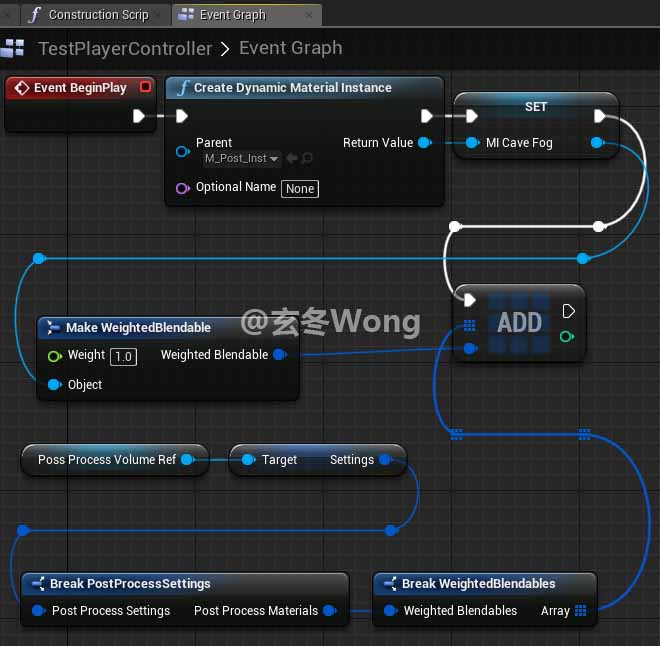 Construction Scrip
Event Graph
TestPlayerController > Event Graph
Event BeginPlay
Create Dynamic Material Instance
Parent
M_Post_Inst
Return Value
Optional Name None
SET
MI Cave Fog
ADD
@玄冬Wong
Make WeightedBlendable
Weight 1.0 Weighted Blendable
Object
Poss Process Volume Ref
Target Settings
Break PostProcessSettings
Post Process Settings Post Process Materials
Break WeightedBlendables
Weighted Blendables Array